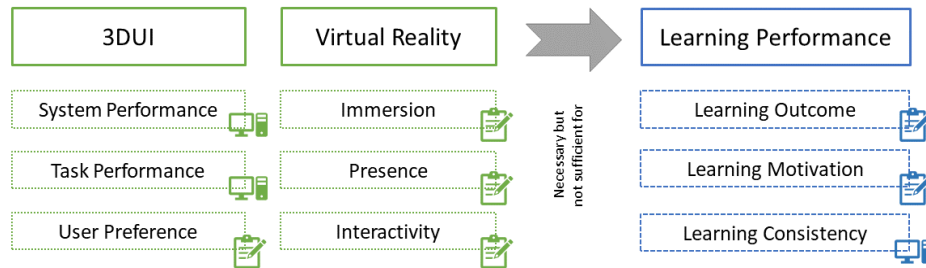 3DUI
Virtual Reality
Learning Performance
System Performance
Immersion
Learning Outcome
Task Performance
Presence
Learning Motivation
User Preference
Interactivity
Learning Consistency
Necessary but
not sufficient for